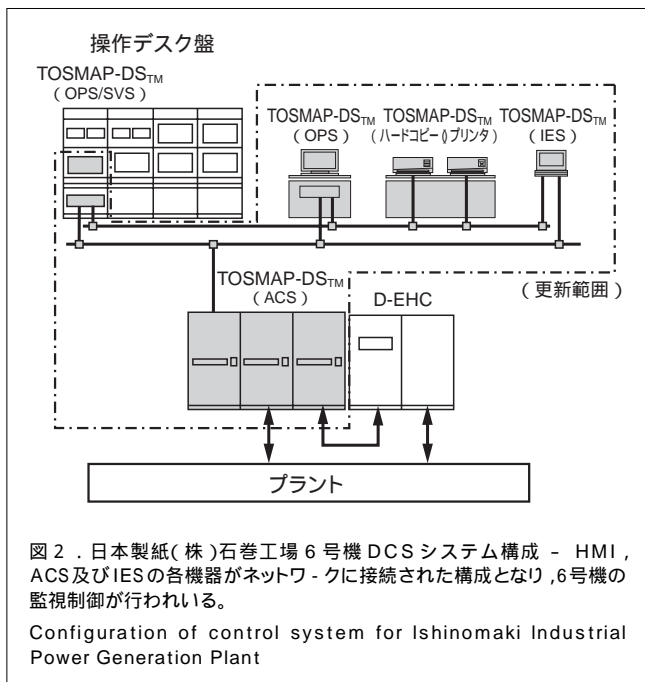 操作デスク盤
TOSMAP-DSTM
（OPS/SVS）
TOSMAP-DSTM
（OPS）
TOSMAP-DSTM
（ハードコピー()プリンタ）
TOSMAP-DSTM
（IES）
（更新範囲）
TOSMAP-DSTM
（ACS）
D-EHC
プラント
図２．日本製紙(株)石巻工場６号機DCSシステム構成 － HMI，
ACS及びIESの各機器がネットワ-クに接続された構成となり,6号機の
監視制御が行われいる。
Configuration of control system for Ishinomaki Industrial
Power Generation Plant